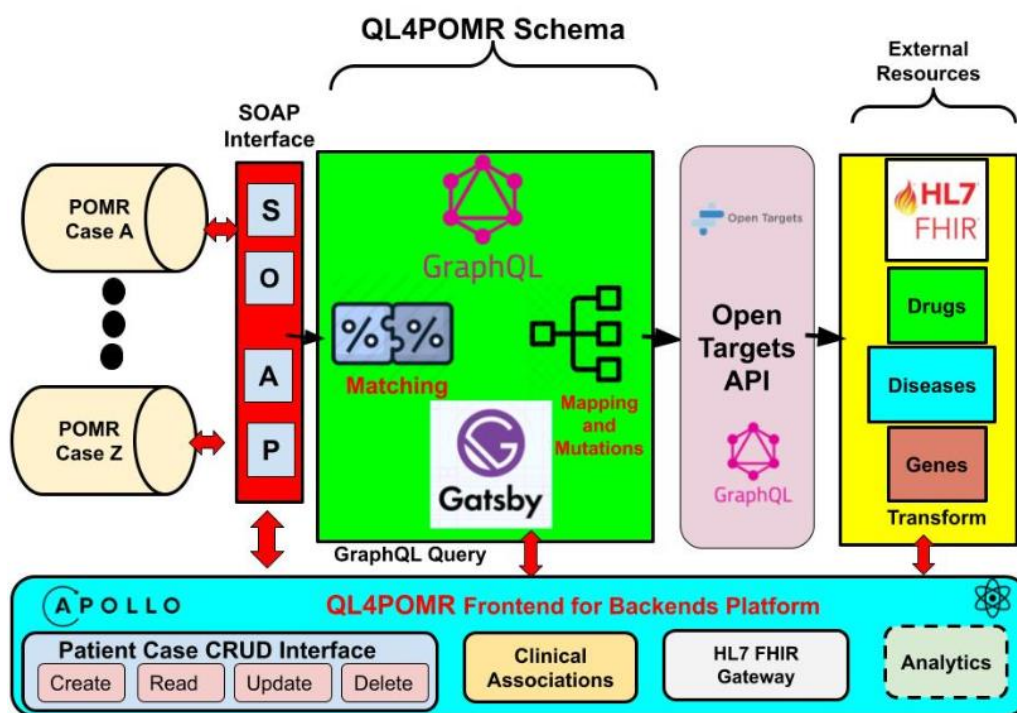 QL4POMR Schema
External
Resources
SOAP
Interface
POMR
Case A
POMR
Case Z
S
O
A
P
GraphQL
% %
Matching
Mapping
and
Mutations
Gatsby
GraphQL Query
Open Targets
Open
Targets
API
GraphQL
HL7
FHIR
Drugs
Diseases
Genes
Transform
APOLLO
QL4POMR Frontend for Backends Platform
Patient Case CRUD Interface
Create Read Update Delete
Clinical
Associations
HL7 FHIR
Gateway
Analytics